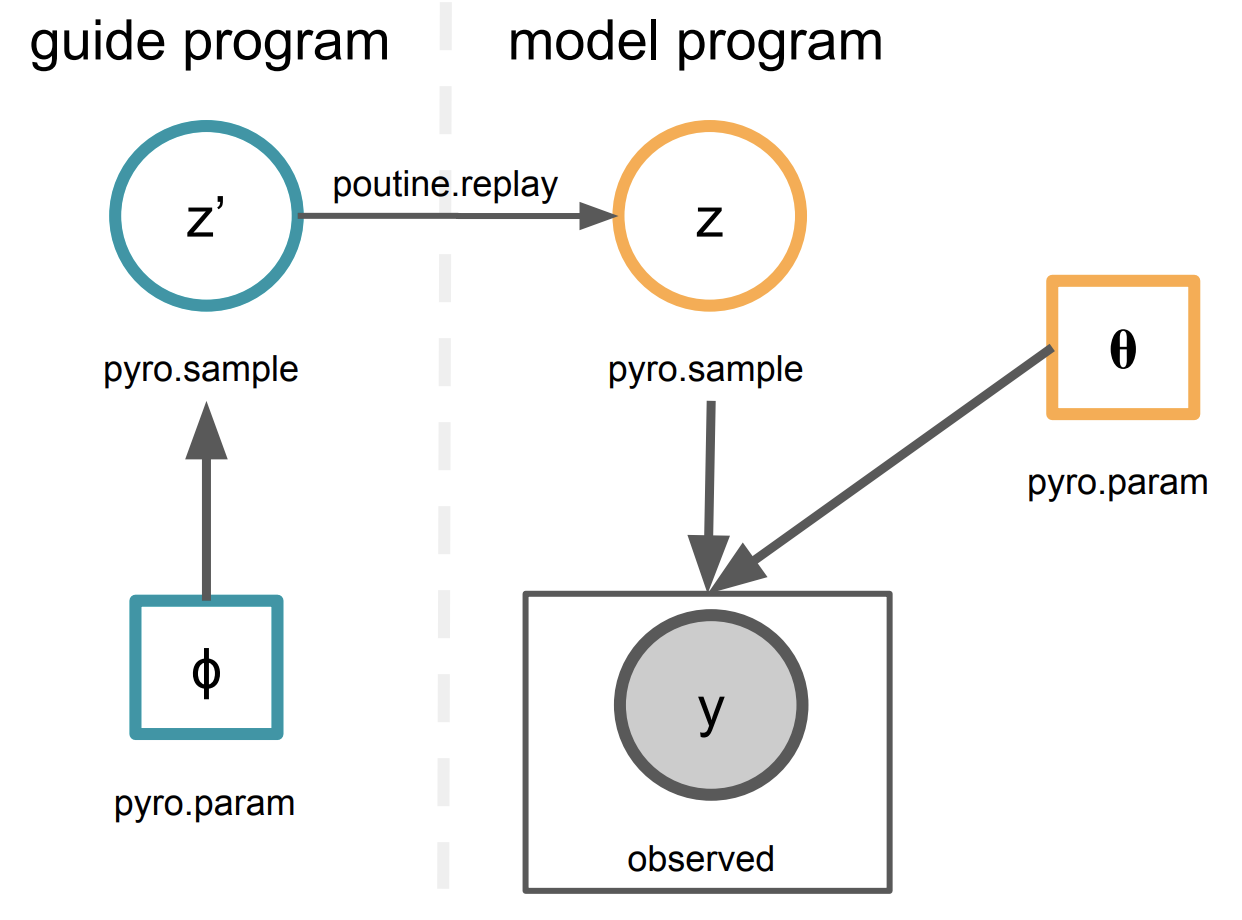 guide program
model program
z’
poutine.replay
z
pyro.sample
pyro.sample
θ
pyro.param
ϕ
pyro.param
y
observed